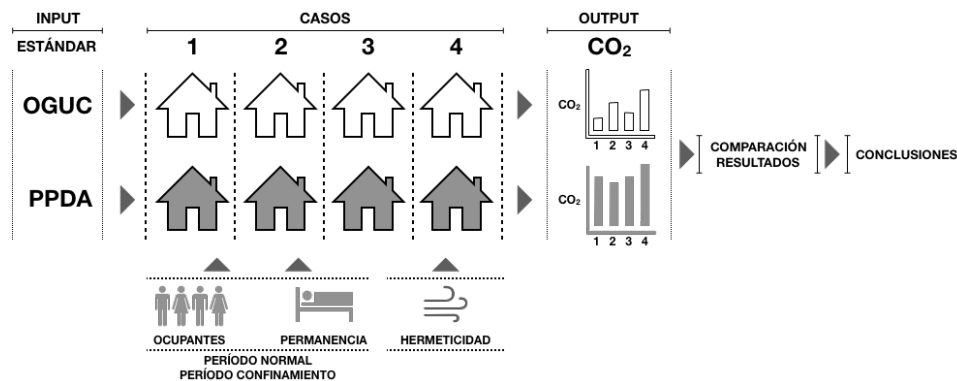 INPUT
CASOS
OUTPUT
ESTÁNDAR
1 2 3 4
CO₂
OGUC
CO₂
1 2 3 4
PPDA
CO₂
1 2 3 4
COMPARACIÓN
RESULTADOS
CONCLUSIONES
OCUPANTES
PERMANENCIA
HERMETICIDAD
PERÍODO NORMAL
PERÍODO CONFINAMIENTO